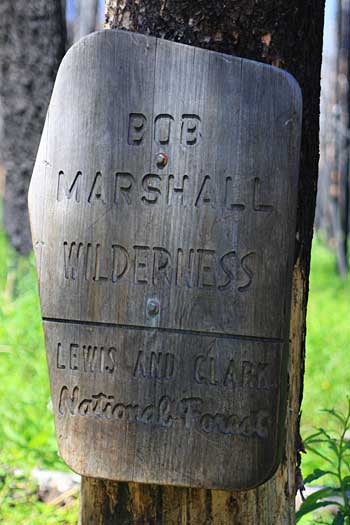 BOB
MARSHALL
WILDERNESS
LEWIS AND CLARK
National Forest